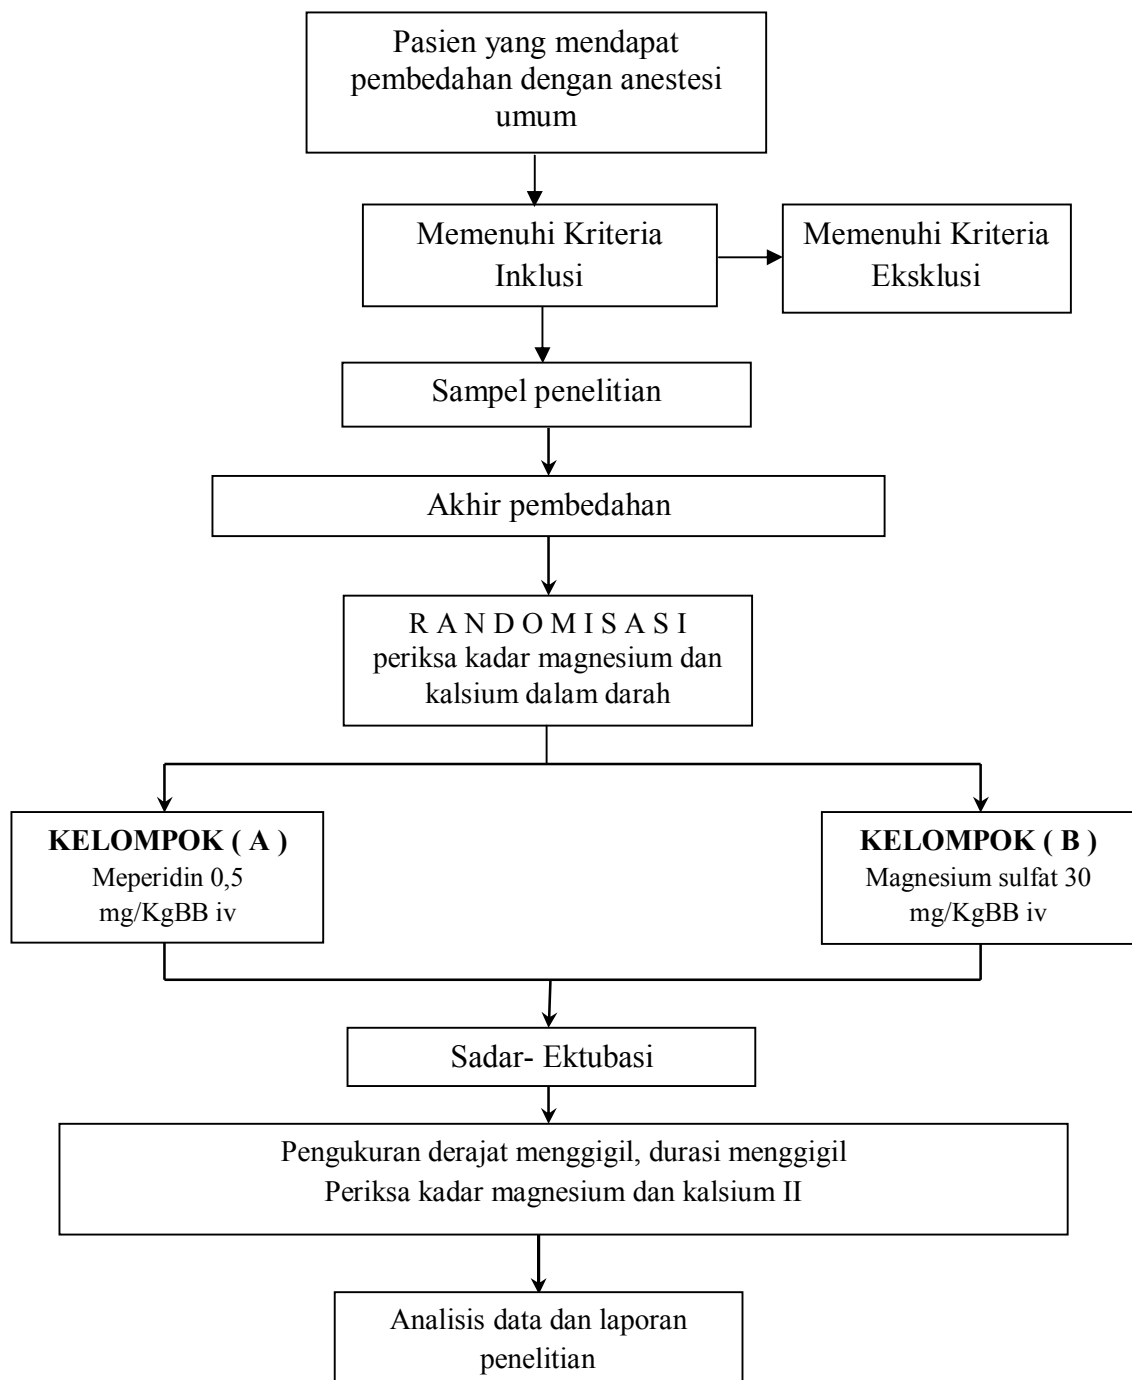 Pasien yang mendapat
pembedahan dengan anestesi
umum
Memenuhi Kriteria
Inklusi
Memenuhi Kriteria
Eksklusi
Sampel penelitian
Akhir pembedahan
R A N D O M I S A S I
periksa kadar magnesium dan
kalsium dalam darah
KELOMPOK ( A )
Meperidin 0,5
mg/KgBB iv
KELOMPOK ( B )
Magnesium sulfat 30
mg/KgBB iv
Sadar- Ektubasi
Pengukuran derajat menggigil, durasi menggigil
Periksa kadar magnesium dan kalsium II
Analisis data dan laporan
penelitian